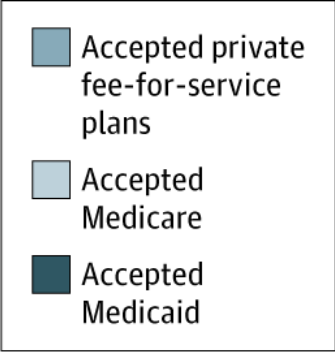 Accepted private
fee-for-service
plans
Accepted
Medicare
Accepted
Medicaid